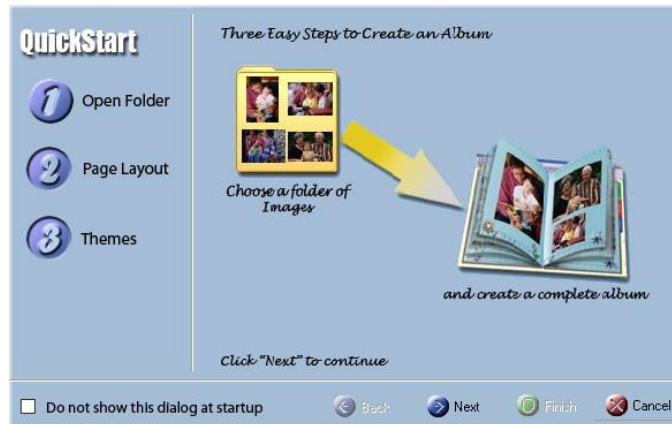 QuickStart
1 Open Folder
2 Page Layout
3 Themes
Three Easy Steps to Create an Album
Choose a folder of
Images
and create a complete album
Click "Next" to continue
Do not show this dialog at startup
Back
Next
Finish
Cancel